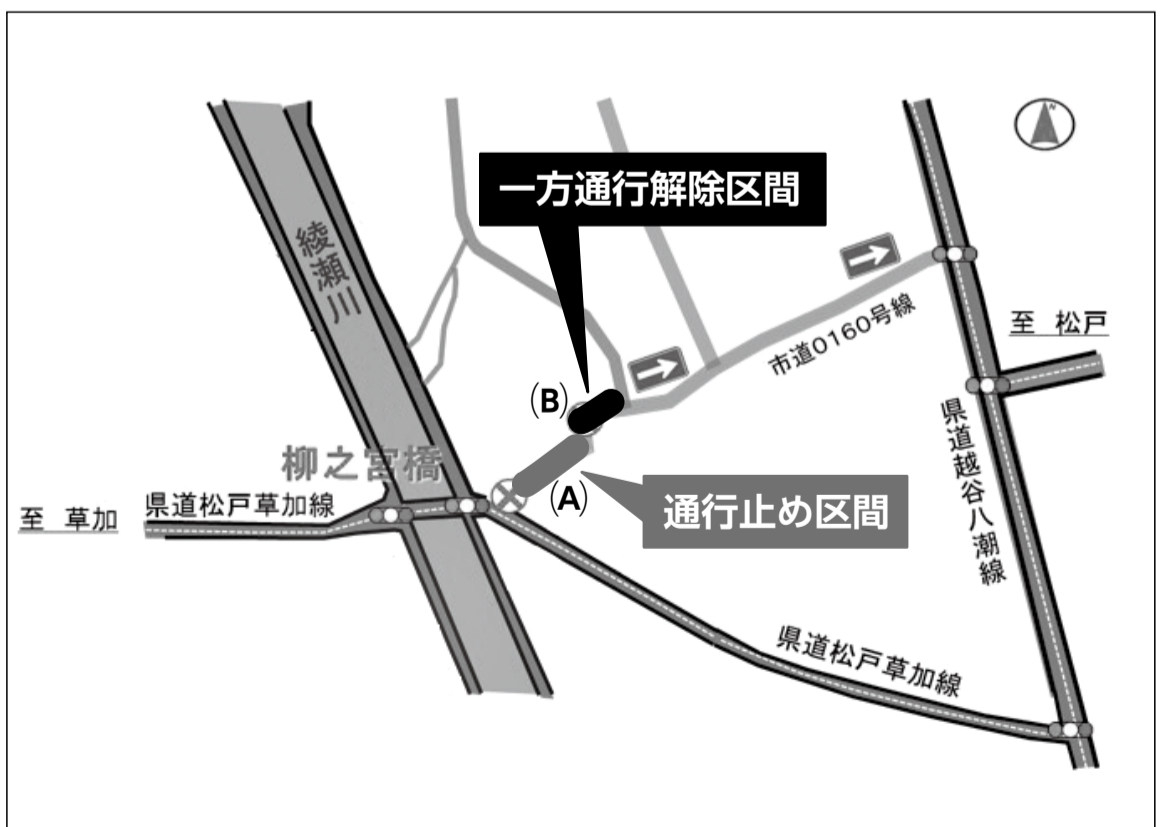 N
一方通行解除区間
綾瀬川
市道0160号線
至 松戸
(B)
県道越谷八潮線
柳之宮橋
(A)
県道松戸草加線
至 草加
通行止め区間
県道松戸草加線